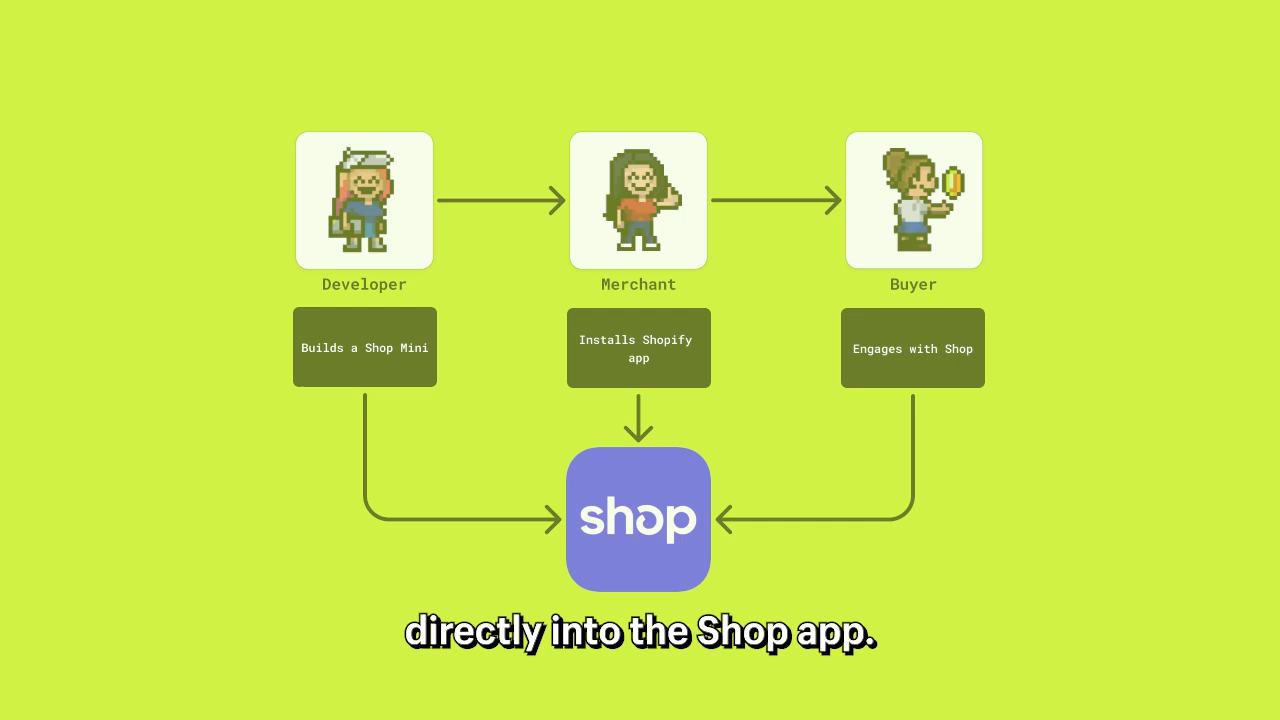 Developer
Merchant
Buyer
Builds a Shop Mini
Installs Shopify
app
Engages with Shop
shop
directly into the Shop app.